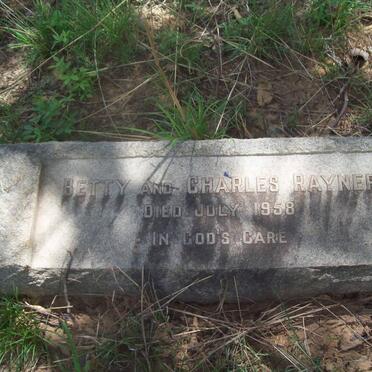 BETTY AND CHARLES RAYNER
DIED JULY 1958
IN GOD'S CARE